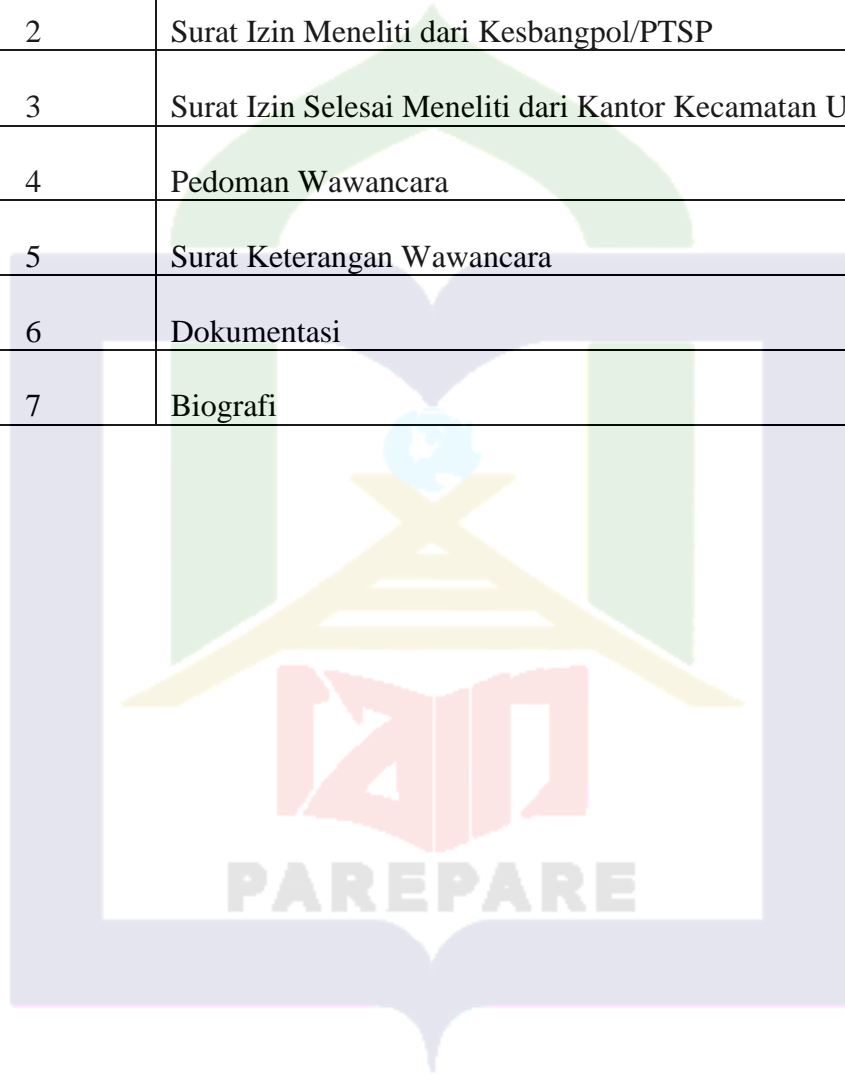 2 Surat Izin Meneliti dari Kesbangpol/PTSP
3 Surat Izin Selesai Meneliti dari Kantor Kecamatan U
4 Pedoman Wawancara
5 Surat Keterangan Wawancara
6 Dokumentasi
7 Biografi
iain
PAREPARE